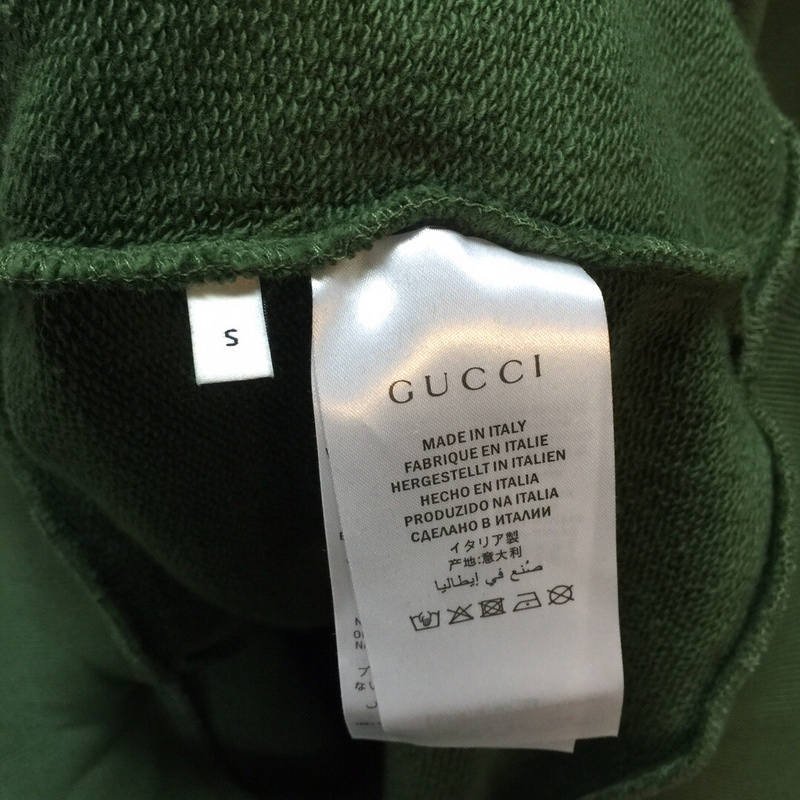 S
GUCCI
MADE IN ITALY
FABRIQUE EN ITALIE
HERGESTELLT IN ITALIEN
HECHO EN ITALIA
PRODUZIDO NA ITALIA
СДЕЛАНО В ИТАЛИИ
イタリア製
产地:意大利
صُنع في إيطاليا